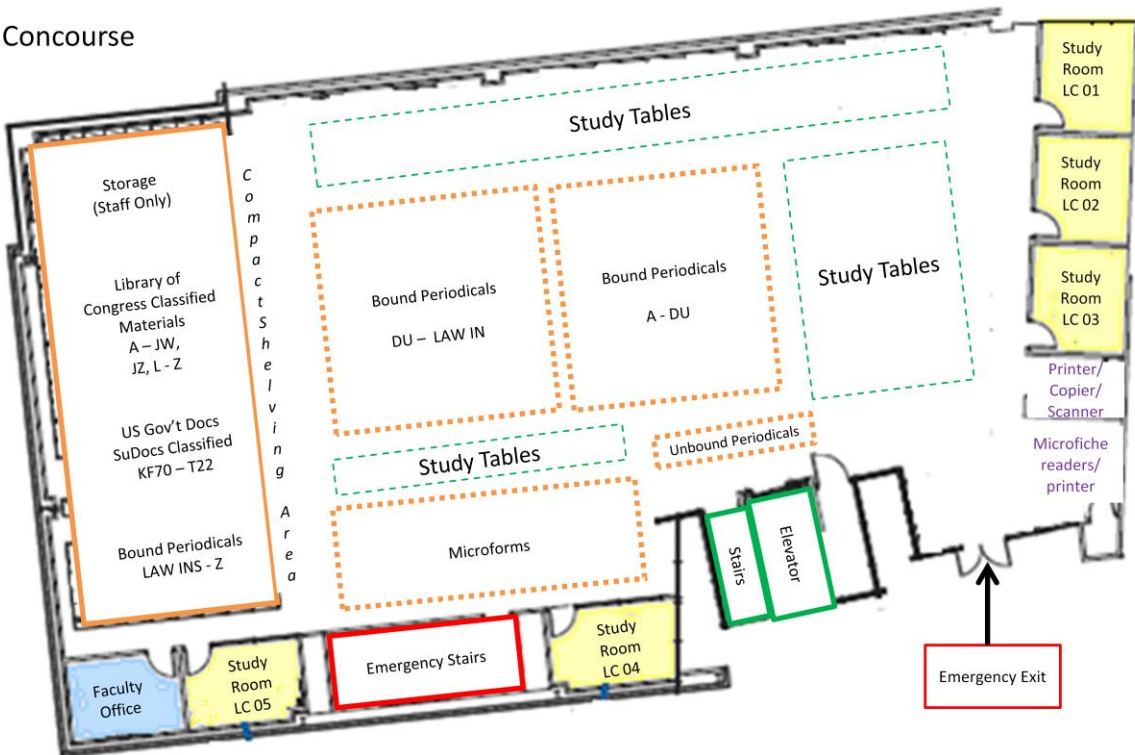 Concourse
Study Tables
Study
Room
LC 01
Study
Room
LC 02
Study
Room
LC 03
Storage
(Staff Only)
Library of
Congress Classified
Materials
A – JW,
JZ, L - Z
US Gov't Docs
SuDocs Classified
KF70 – T22
Bound Periodicals
LAW INS - Z
Compact Shelving Area
Bound Periodicals
DU – LAW IN
Bound Periodicals
A - DU
Study Tables
Printer/
Copier/
Scanner
Microfiche
readers/
printer
Study Tables
Unbound Periodicals
Microforms
Stairs
Elevator
Faculty
Office
Study
Room
LC 05
Emergency Stairs
Study
Room
LC 04
Emergency Exit